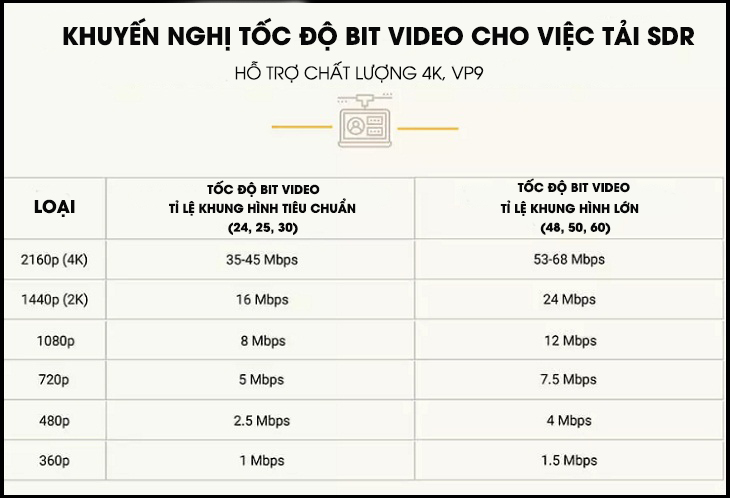 KHUYẾN NGHỊ TỐC ĐỘ BIT VIDEO CHO VIỆC TẢI SDR
HỖ TRỢ CHẤT LƯỢNG 4K, VP9
LOẠI
TỐC ĐỘ BIT VIDEO
TỈ LỆ KHUNG HÌNH TIÊU CHUẨN
(24, 25, 30)
TỐC ĐỘ BIT VIDEO
TỈ LỆ KHUNG HÌNH LỚN
(48, 50, 60)
2160p (4K) 35-45 Mbps 53-68 Mbps
1440p (2K) 16 Mbps 24 Mbps
1080p 8 Mbps 12 Mbps
720p 5 Mbps 7.5 Mbps
480p 2.5 Mbps 4 Mbps
360p 1 Mbps 1.5 Mbps